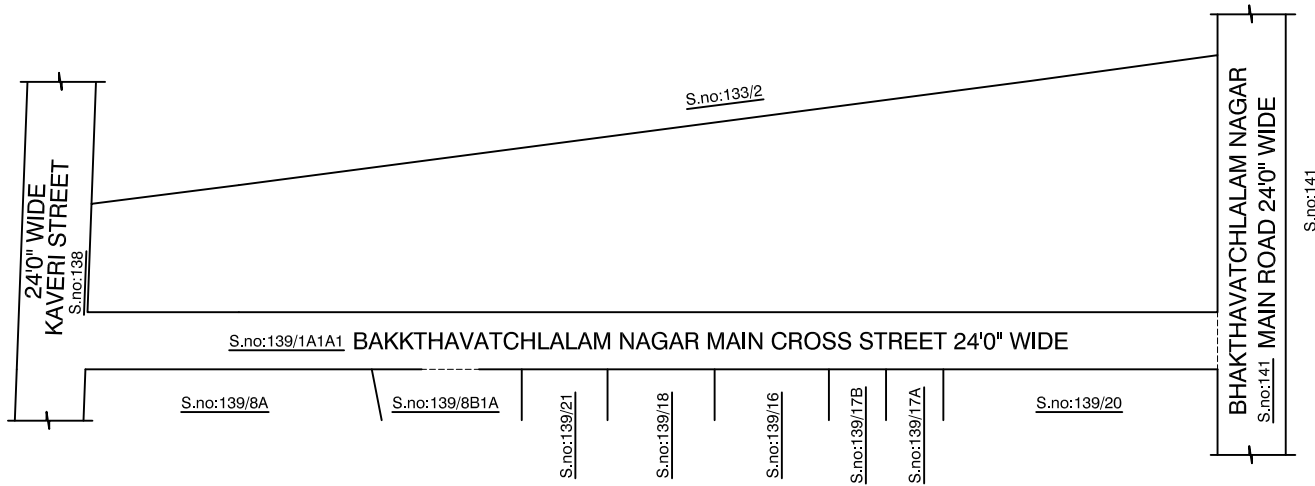 S.no:133/2
24'0" WIDE
KAVERI STREET
S.no:138
S.no:139/1A1A1 BAKKTHAVATCHLALAM NAGAR MAIN CROSS STREET 24'0" WIDE
BHAKTHAVATCHLALAM NAGAR
S.no:141 MAIN ROAD 24'0" WIDE
S.no:141
S.no:139/8A
S.no:139/8B1A
S.no:139/21
S.no:139/18
S.no:139/16
S.no:139/17B
S.no:139/17A
S.no:139/20